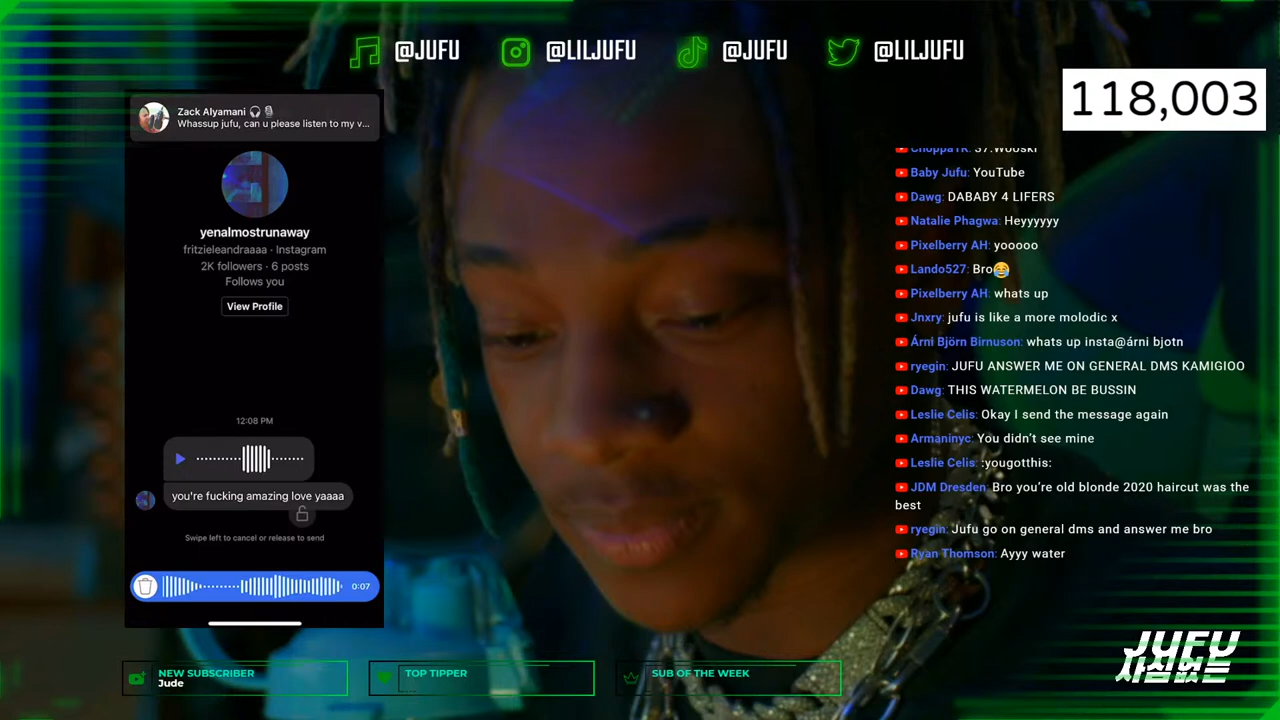 @JUFU @LILJUFU @JUFU @LILJUFU
118,003
Zack Alyamani
Whassup jufu, can u please listen to my v...
yenalmostrunaway
fritzieleandraaaa · Instagram
2K followers · 6 posts
Follows you
View Profile
12:08 PM
you're fucking amazing love yaaaa
Swipe left to cancel or release to send
0:07
ChoppaTK: 37:Wooski
Baby Jufu: YouTube
Dawg: DABABY 4 LIFERS
Natalie Phagwa: Heyyyyyy
Pixelberry AH: yooooo
Lando527: Bro😂
Pixelberry AH: whats up
Jnxry: jufu is like a more molodic x
Árni Björn Birnuson: whats up insta@árni bjotn
ryegin: JUFU ANSWER ME ON GENERAL DMS KAMIGIOO
Dawg: THIS WATERMELON BE BUSSIN
Leslie Celis: Okay I send the message again
Armaninyc: You didn't see mine
Leslie Celis: :yougotthis:
JDM Dresden: Bro you're old blonde 2020 haircut was the
best
ryegin: Jufu go on general dms and answer me bro
Ryan Thomson: Ayyy water
NEW SUBSCRIBER
Jude
TOP TIPPER
SUB OF THE WEEK
JUFU